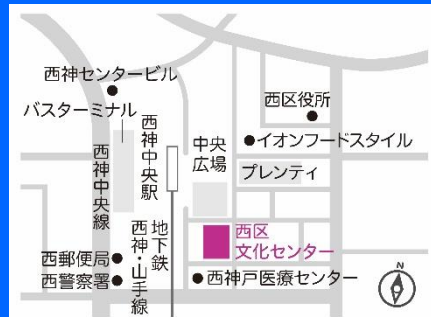 西神センタービル
バスターミナル
西神中央線
西神中央駅
地下鉄
西神・山手線
中央
広場
西区役所
イオンフードスタイル
プレンティ
西区
文化センター
西郵便局
西警察署
西神戸医療センター
N